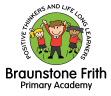 POSITIVE THINKERS AND LIFE LONG LEARNERS
Braunstone Frith
Primary Academy